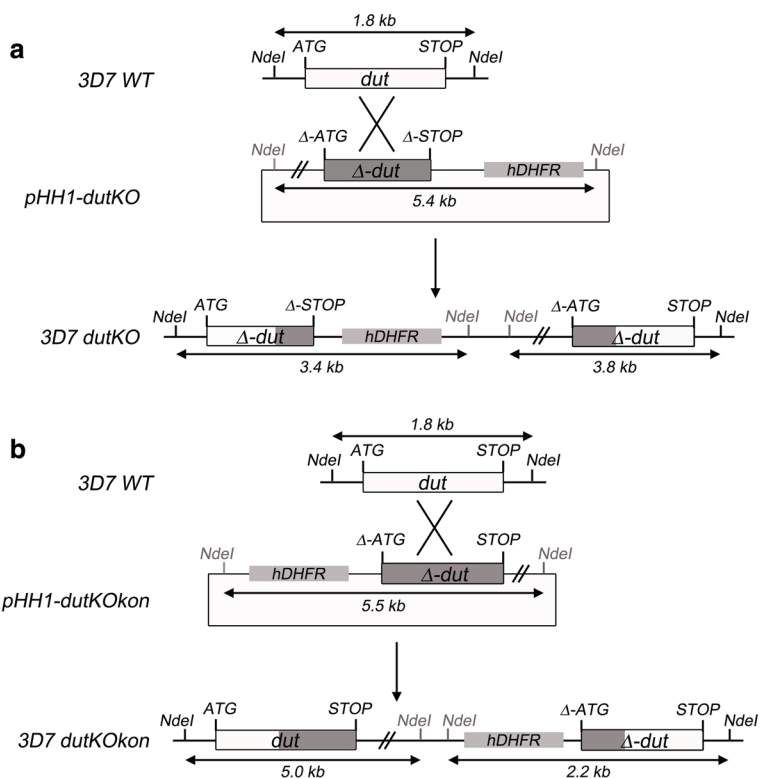 a
1.8 kb
NdeI ATG STOP NdeI
3D7 WT dut
Δ-ATG Δ-STOP
NdeI NdeI
Δ-dut hDHFR
pHH1-dutKO 5.4 kb
NdeI ATG Δ-STOP NdeI NdeI Δ-ATG STOP NdeI
3D7 dutKO Δ-dut hDHFR Δ-dut
3.4 kb 3.8 kb
b
1.8 kb
NdeI ATG STOP NdeI
3D7 WT dut
Δ-ATG STOP
NdeI NdeI
hDHFR Δ-dut
pHH1-dutKOkon 5.5 kb
NdeI ATG STOP NdeI NdeI Δ-ATG STOP NdeI
3D7 dutKOkon dut hDHFR Δ-dut
5.0 kb 2.2 kb